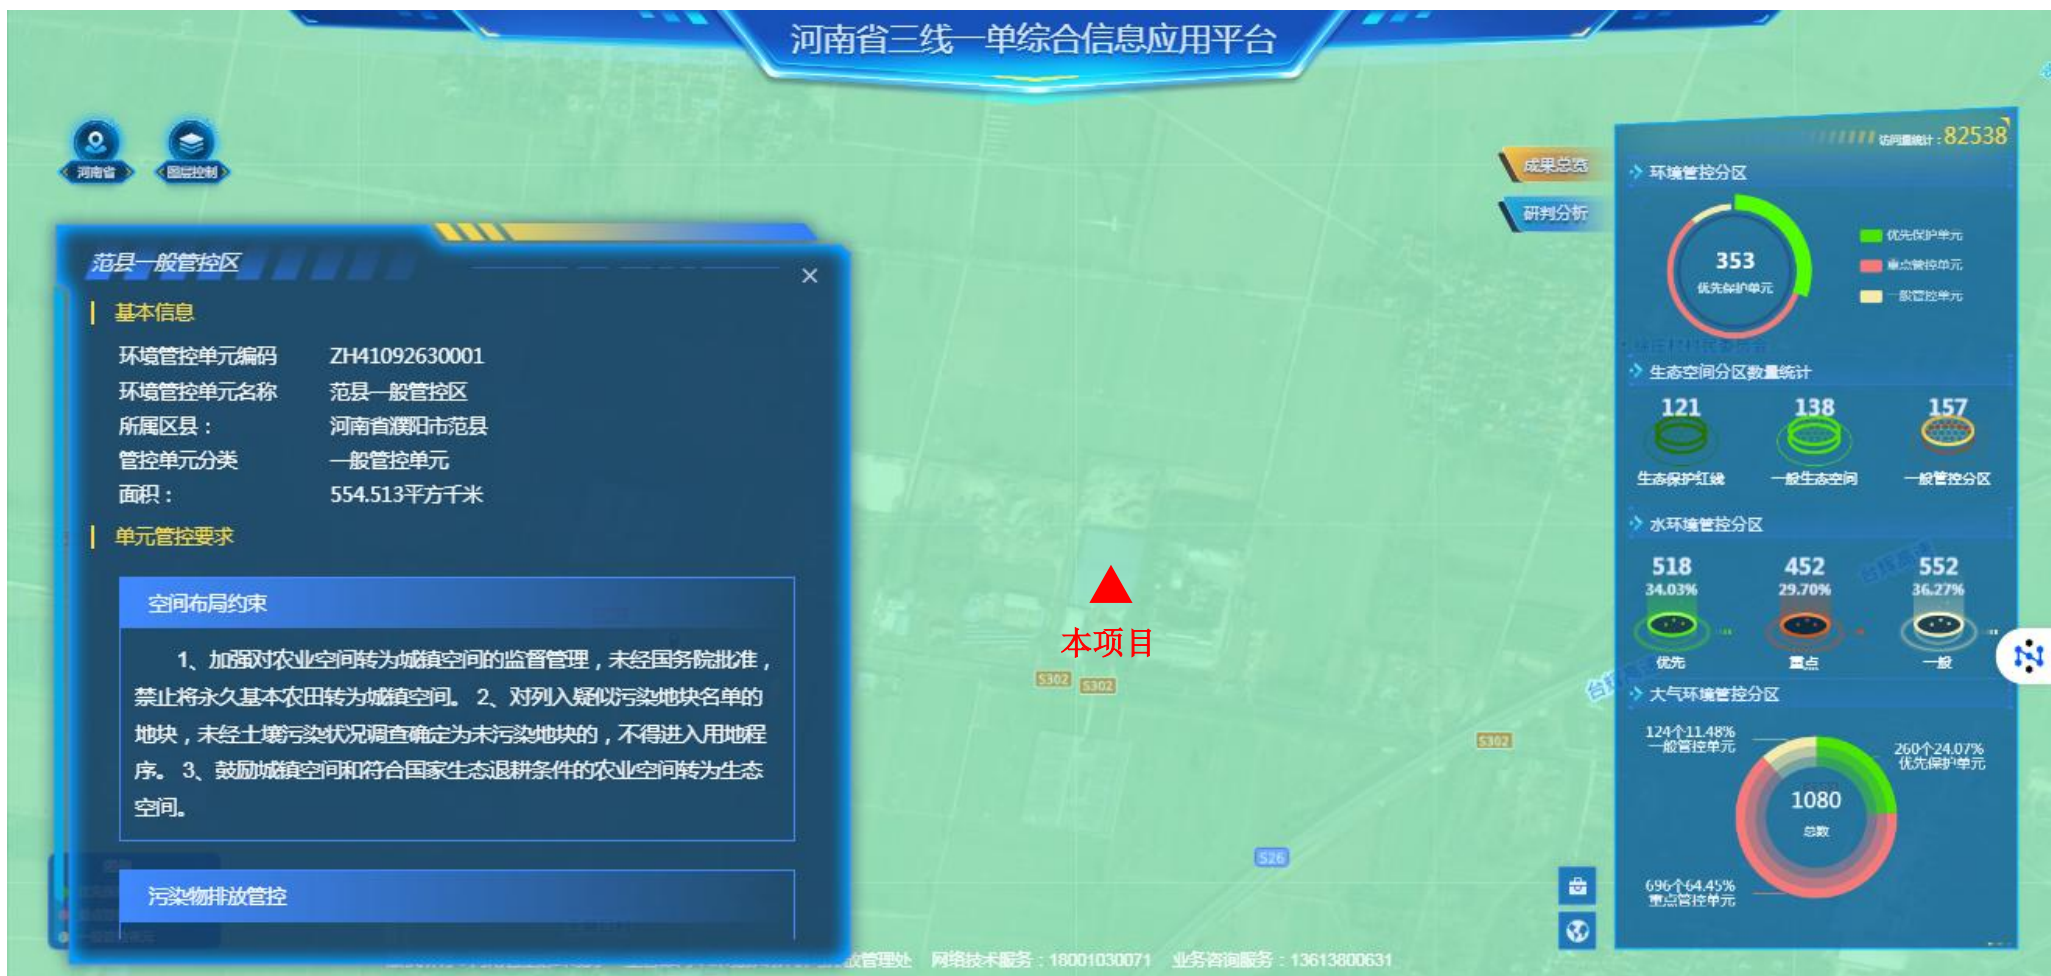 河南省三线一单综合信息应用平台
河南省
图层控制
成果总览
研判分析
范县一般管控区
×
基本信息
环境管控单元编码 ZH41092630001
环境管控单元名称 范县一般管控区
所属区县： 河南省濮阳市范县
管控单元分类 一般管控单元
面积： 554.513平方千米
单元管控要求
空间布局约束
1、加强对农业空间转为城镇空间的监督管理，未经国务院批准，
禁止将永久基本农田转为城镇空间。 2、对列入疑似污染地块名单的
地块，未经土壤污染状况调查确定为未污染地块的，不得进入用地程
序。 3、鼓励城镇空间和符合国家生态退耕条件的农业空间转为生态
空间。
污染物排放管控
本项目
S302
S302
S302
S26
访问量统计：82538
环境管控分区
353
优先保护单元
优先保护单元
重点管控单元
一般管控单元
生态空间分区数量统计
121 138 157
生态保护红线 一般生态空间 一般管控分区
水环境管控分区
518 452 552
34.03% 29.70% 36.27%
优先 重点 一般
大气环境管控分区
124个11.48%
一般管控单元
260个24.07%
优先保护单元
1080
总数
696个64.45%
重点管控单元
管理处 网络技术服务：18001030071 业务咨询服务：13613800631